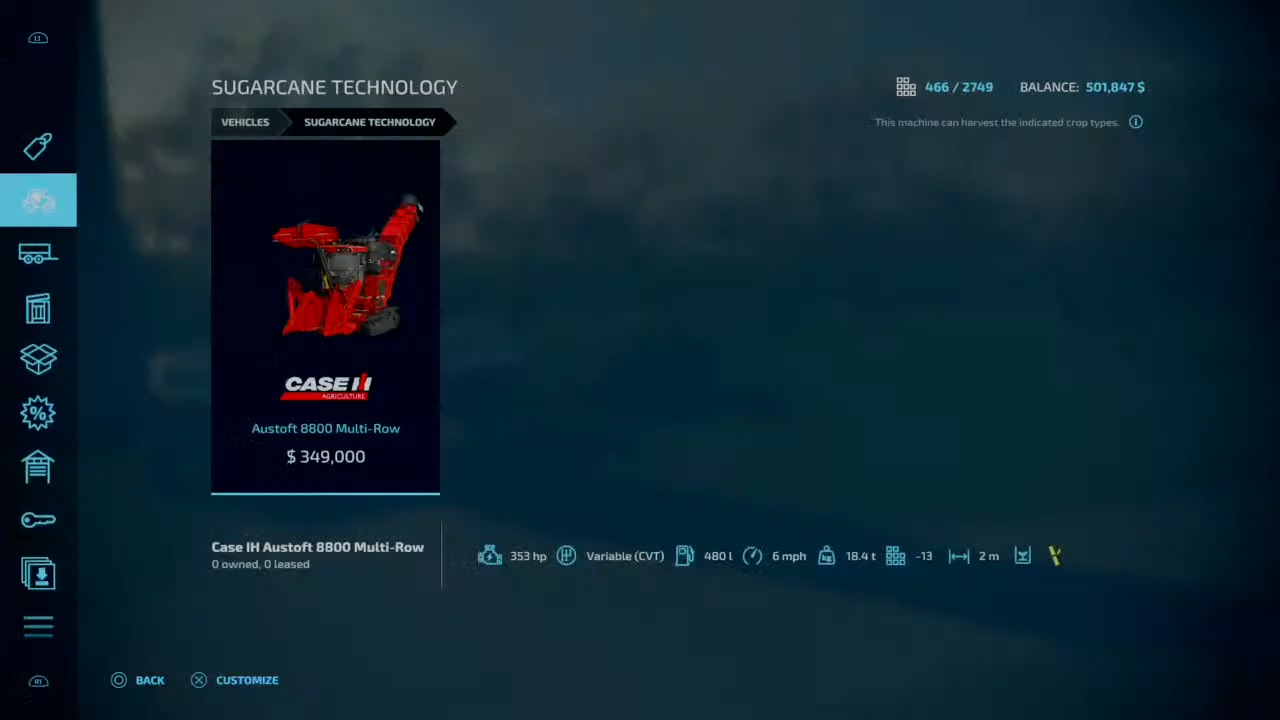 L1
SUGARCANE TECHNOLOGY
466 / 2749 BALANCE: 501,847 $
VEHICLES SUGARCANE TECHNOLOGY
This machine can harvest the indicated crop types.
CASE IH
AGRICULTURE
Austoft 8800 Multi-Row
$ 349,000
Case IH Austoft 8800 Multi-Row
0 owned, 0 leased
353 hp Variable (CVT) 480 l 6 mph 18.4 t -13 2 m
R1
BACK CUSTOMIZE